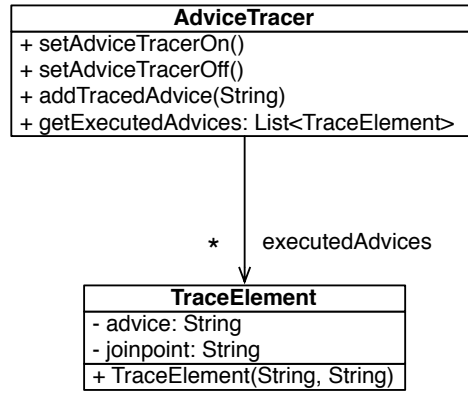 AdviceTracer
+ setAdviceTracerOn()
+ setAdviceTracerOff()
+ addTracedAdvice(String)
+ getExecutedAdvices: List<TraceElement>
* executedAdvices
TraceElement
- advice: String
- joinpoint: String
+ TraceElement(String, String)